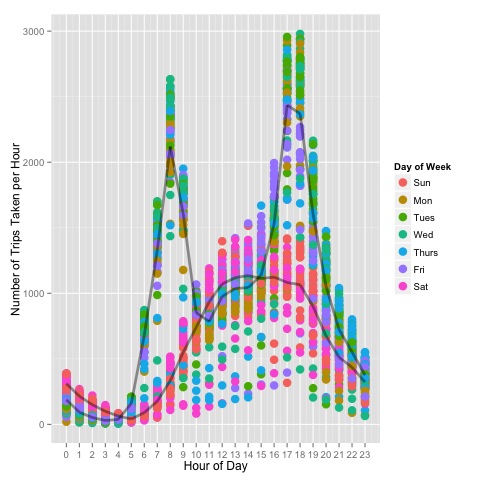 3000
2000
1000
0
Number of Trips Taken per Hour
0 1 2 3 4 5 6 7 8 9 10 11 12 13 14 15 16 17 18 19 20 21 22 23
Hour of Day
Day of Week
Sun
Mon
Tues
Wed
Thurs
Fri
Sat